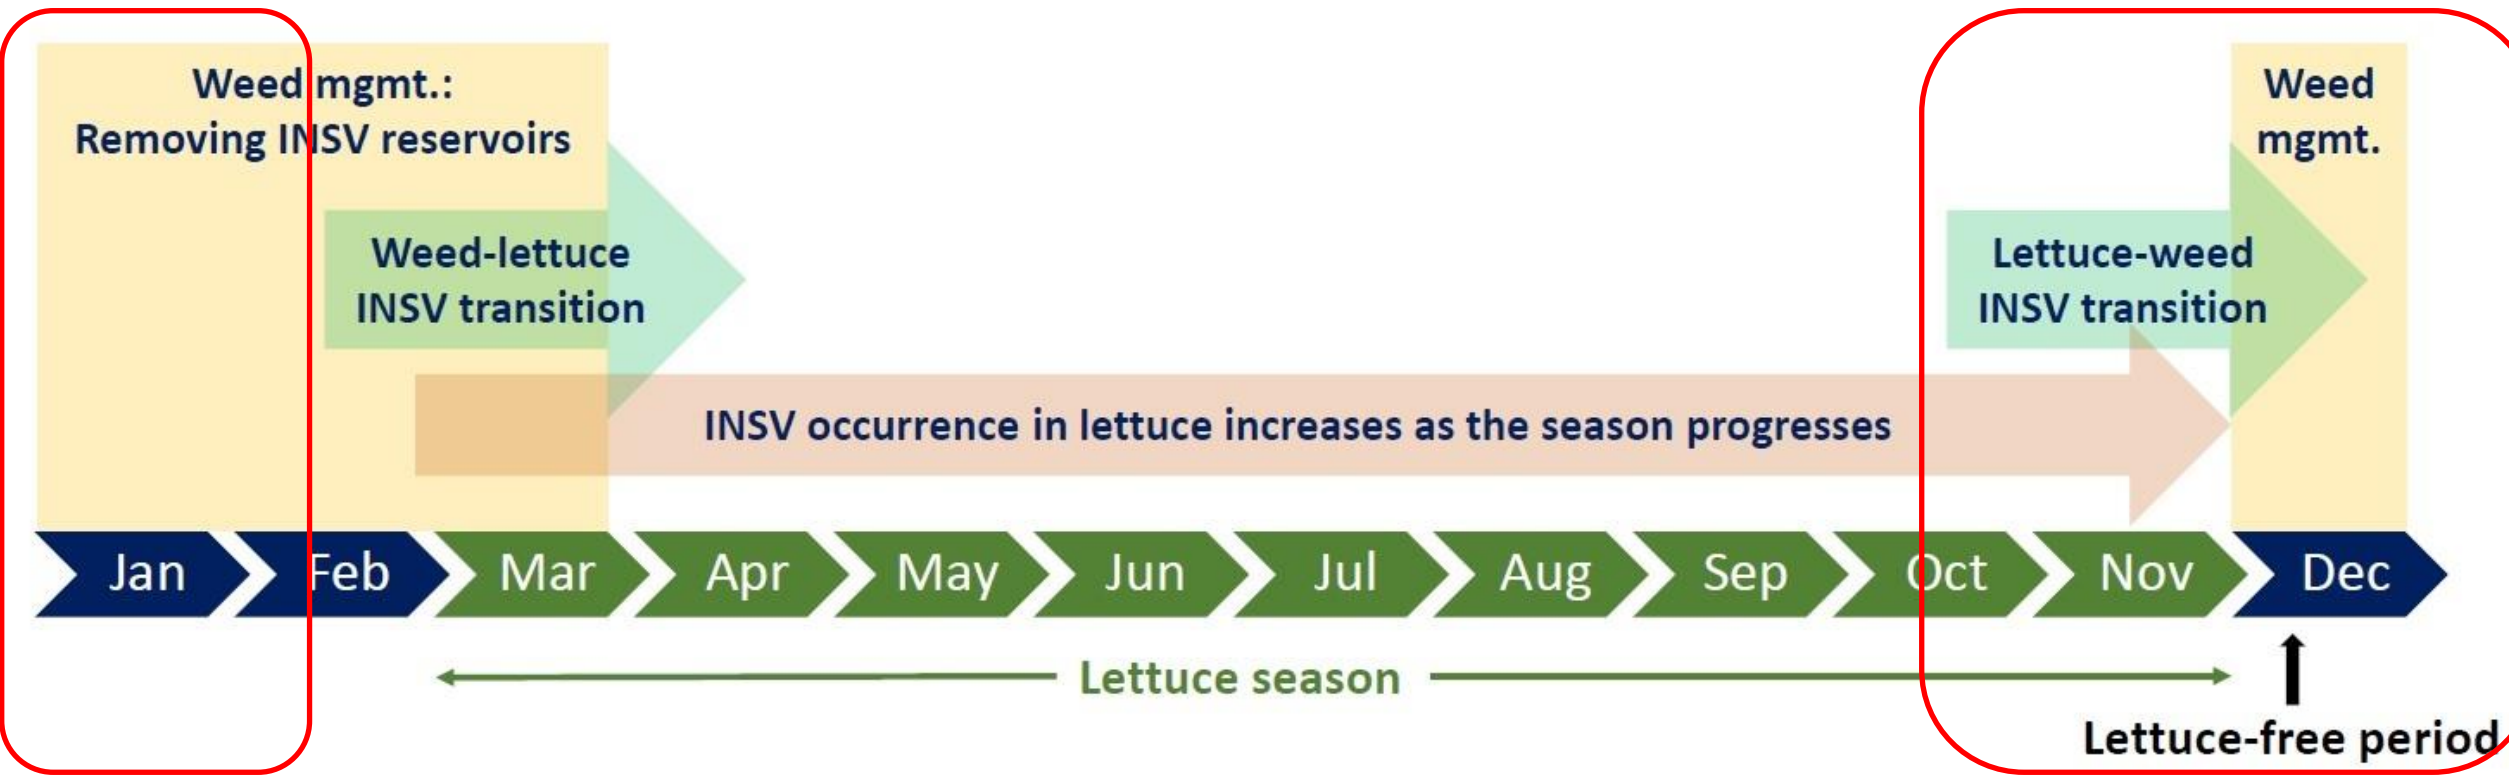 Weed mgmt.:
Removing INSV reservoirs
Weed
mgmt.
Weed-lettuce
INSV transition
Lettuce-weed
INSV transition
INSV occurrence in lettuce increases as the season progresses
Jan Feb Mar Apr May Jun Jul Aug Sep Oct Nov Dec
Lettuce season
Lettuce-free period